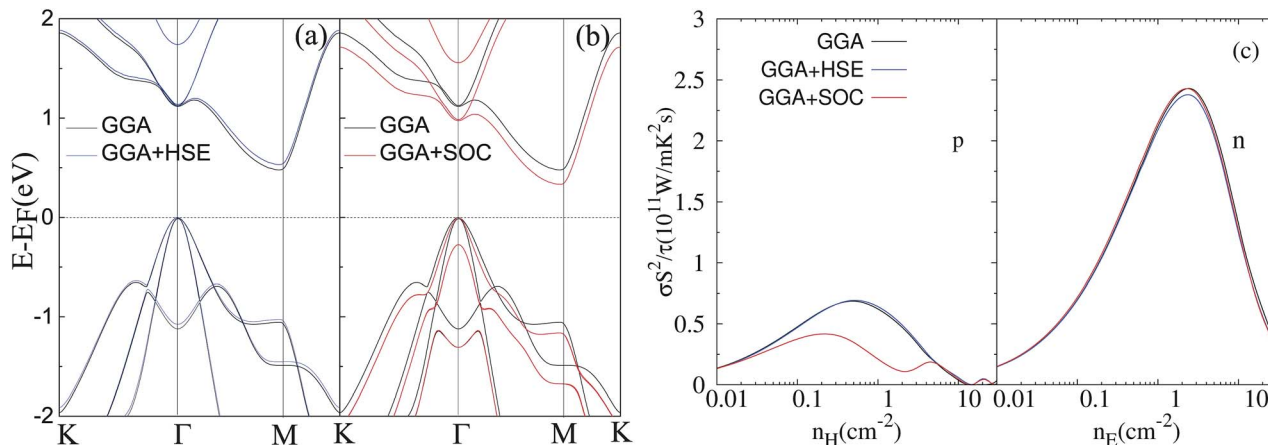 (a)
(b)
2
1
0
-1
-2
E-E_F(eV)
GGA
GGA+HSE
GGA
GGA+SOC
K
Γ
M
K
Γ
M
K
GGA
GGA+HSE
GGA+SOC
(c)
p
n
3
2.5
2
1.5
1
0.5
0
σS²/τ(10¹¹W/mK²s)
0.01 0.1 1 10
0.01 0.1 1 10
n_H(cm⁻²)
n_E(cm⁻²)